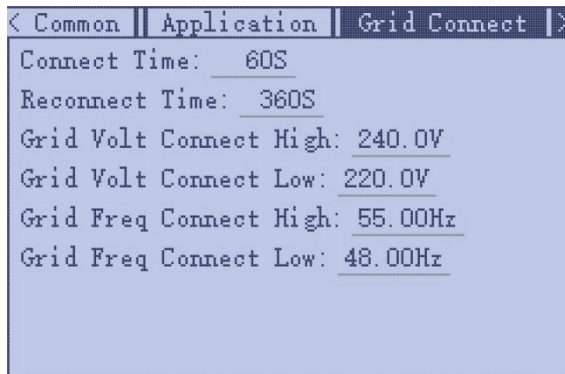 < Common Application Grid Connect >
Connect Time: 60S
Reconnect Time: 360S
Grid Volt Connect High: 240.0V
Grid Volt Connect Low: 220.0V
Grid Freq Connect High: 55.00Hz
Grid Freq Connect Low: 48.00Hz